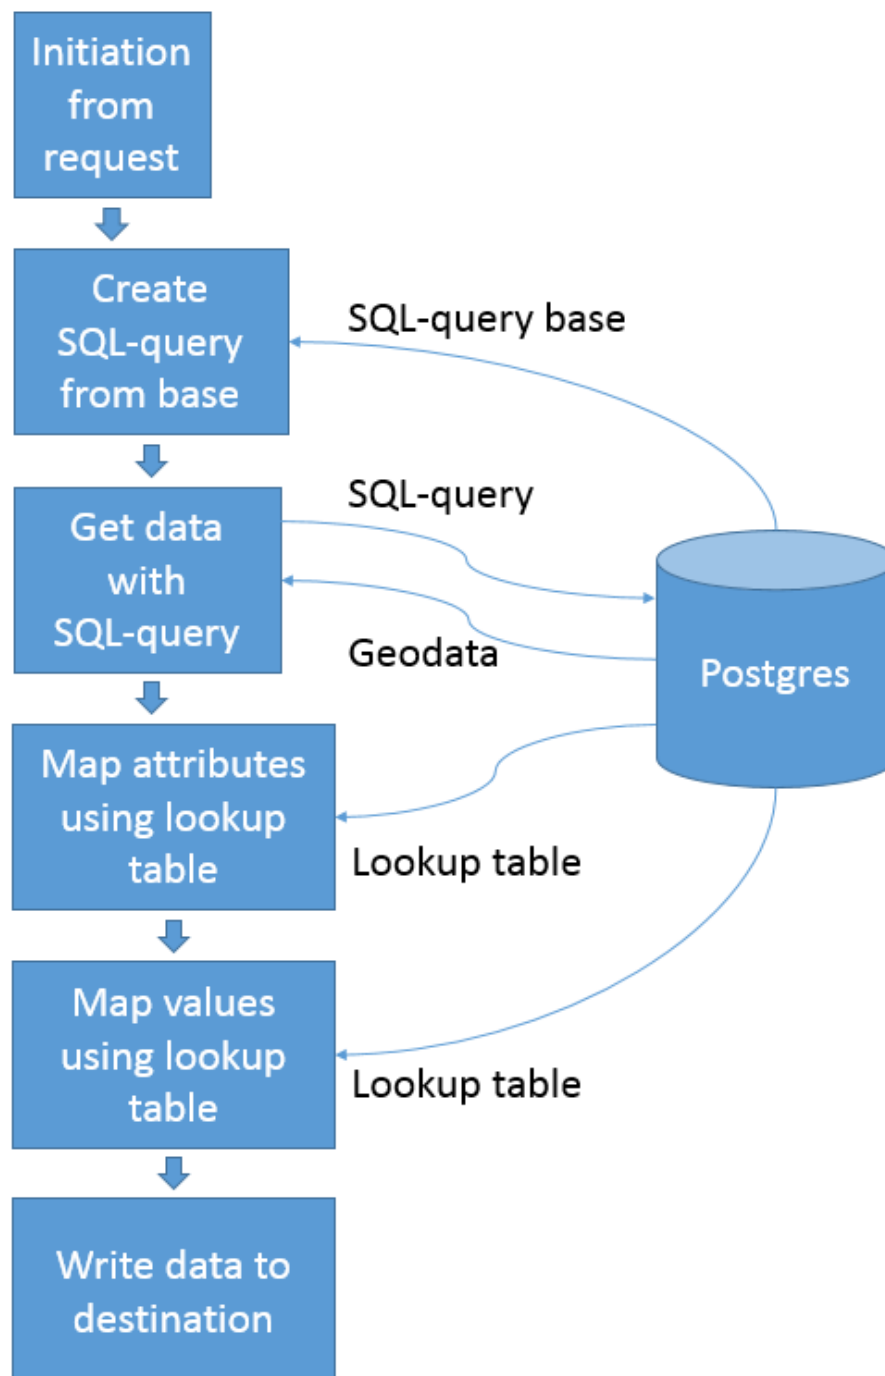 Initiation
from
request
Create
SQL-query
from base
SQL-query base
Get data
with
SQL-query
SQL-query
Geodata
Postgres
Map attributes
using lookup
table
Lookup table
Map values
using lookup
table
Lookup table
Write data to
destination